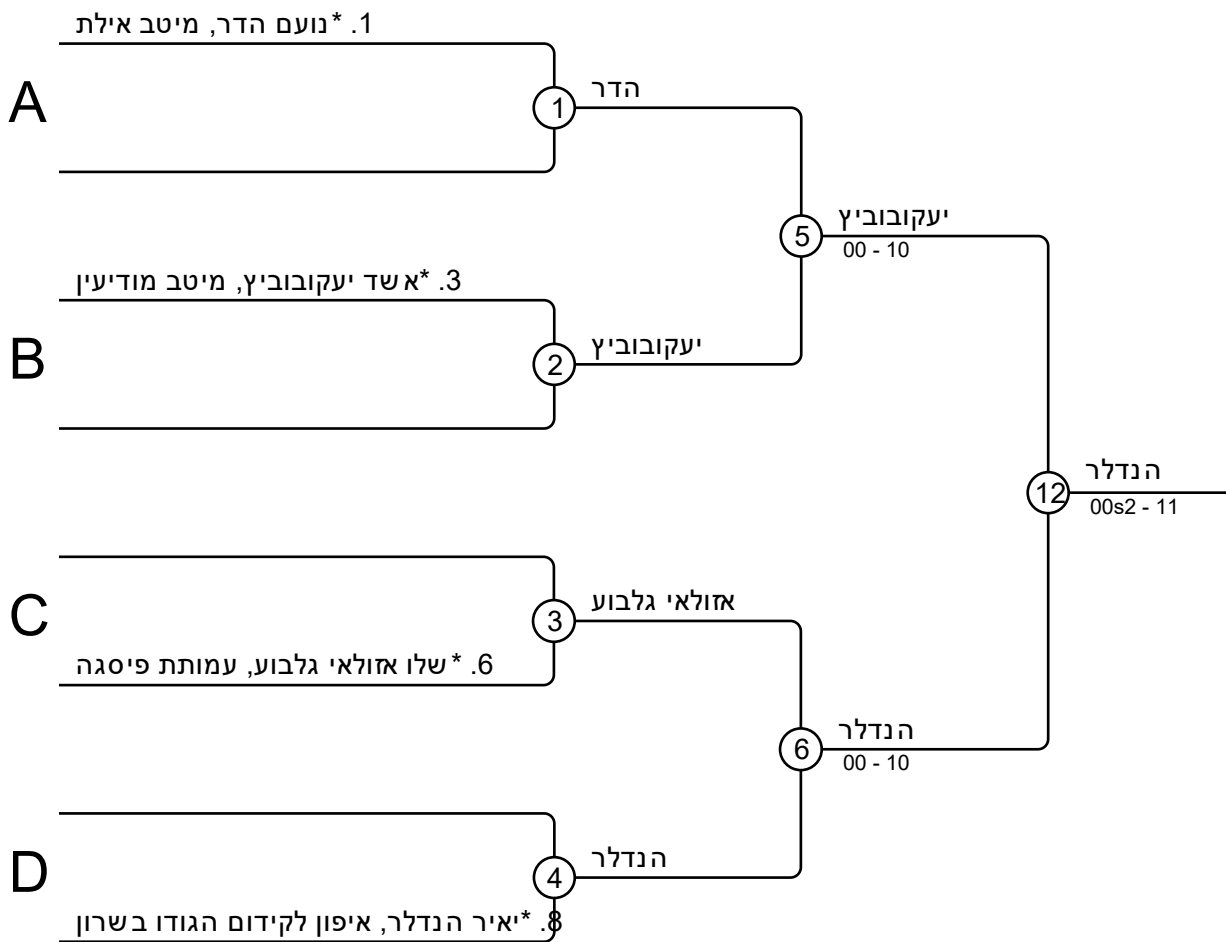 1. *נועם הדר, מיטב אילת
A
1
הדר
5
יעקובוביץ
00 - 10
3. *אשד יעקובוביץ, מיטב מודיעין
B
2
יעקובוביץ
12
הנדלר
00s2 - 11
C
3
אזולאי גלבוע
6. *שלו אזולאי גלבוע, עמותת פיסגה
6
הנדלר
00 - 10
D
4
הנדלר
8. *יאיר הנדלר, איפון לקידום הגודו בשרון